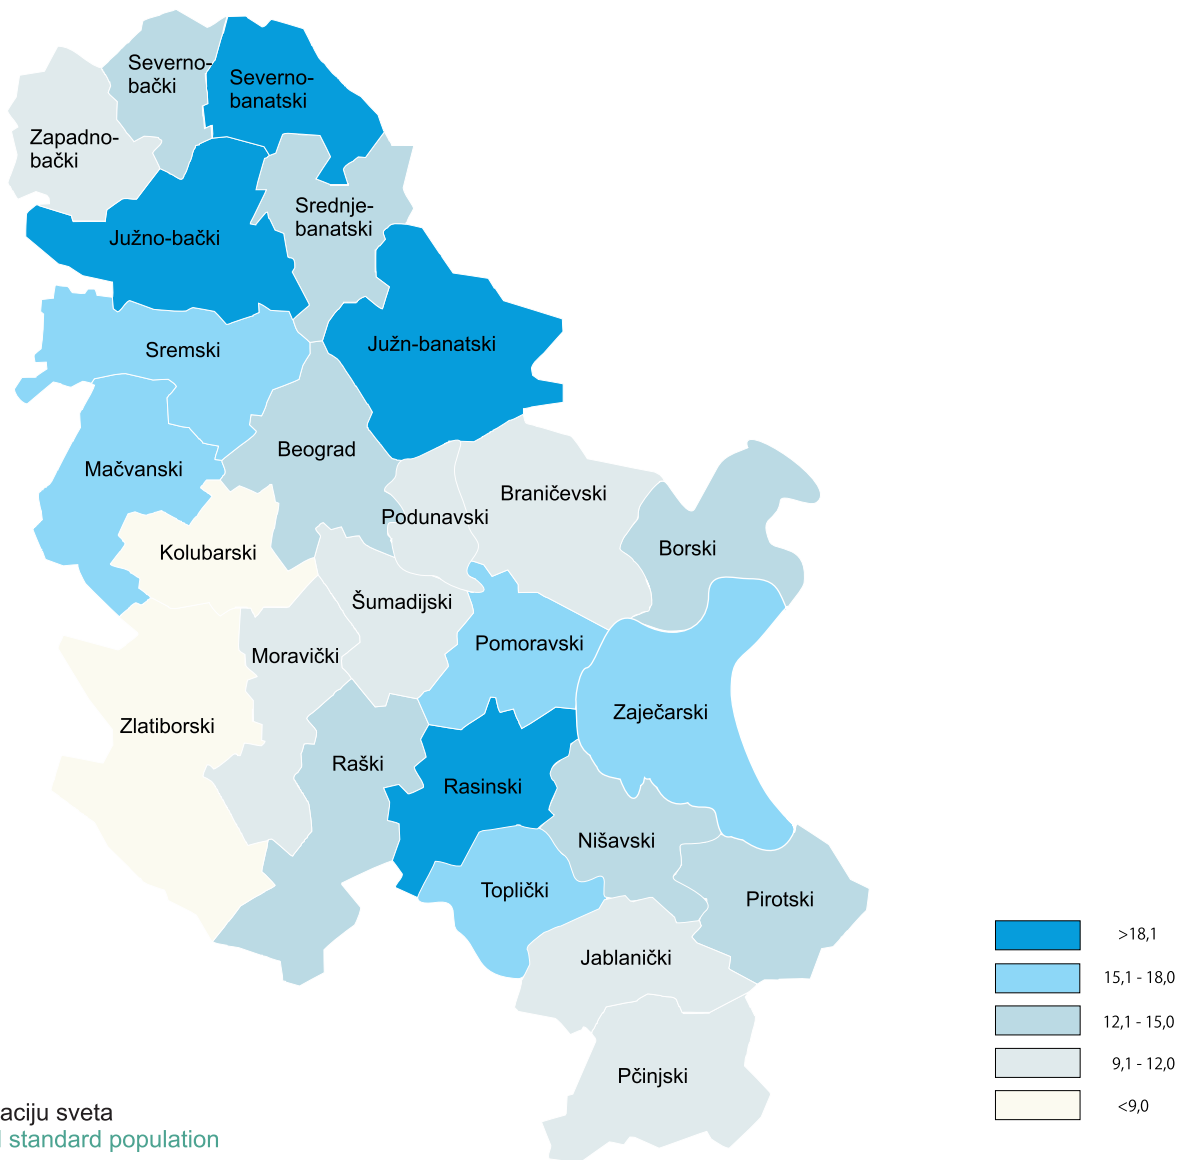 Severno-
bački
Severno-
banatski
Zapadno-
bački
Srednje-
banatski
Južno-bački
Južn-banatski
Sremski
Beograd
Mačvanski
Braničevski
Podunavski
Borski
Kolubarski
Šumadijski
Pomoravski
Moravički
Zaječarski
Zlatiborski
Raški
Rasinski
Nišavski
Toplički
Pirotski
Jablanički
Pčinjski
>18,1
15,1 - 18,0
12,1 - 15,0
9,1 - 12,0
<9,0
aciju sveta
standard population